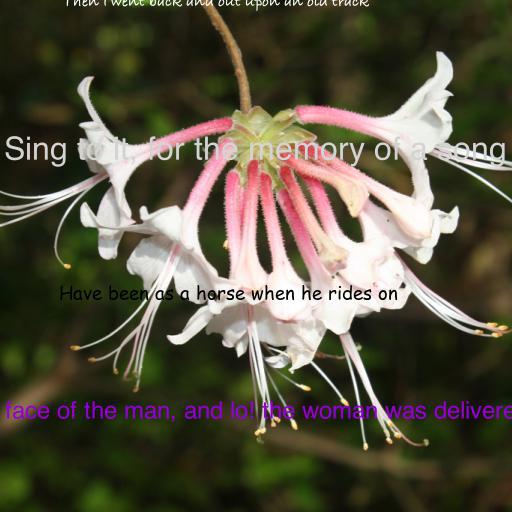 Then I went back and out upon an old track
Sing to it, for the memory of a song
Have been as a horse when he rides on
face of the man, and lo! the woman was delivere